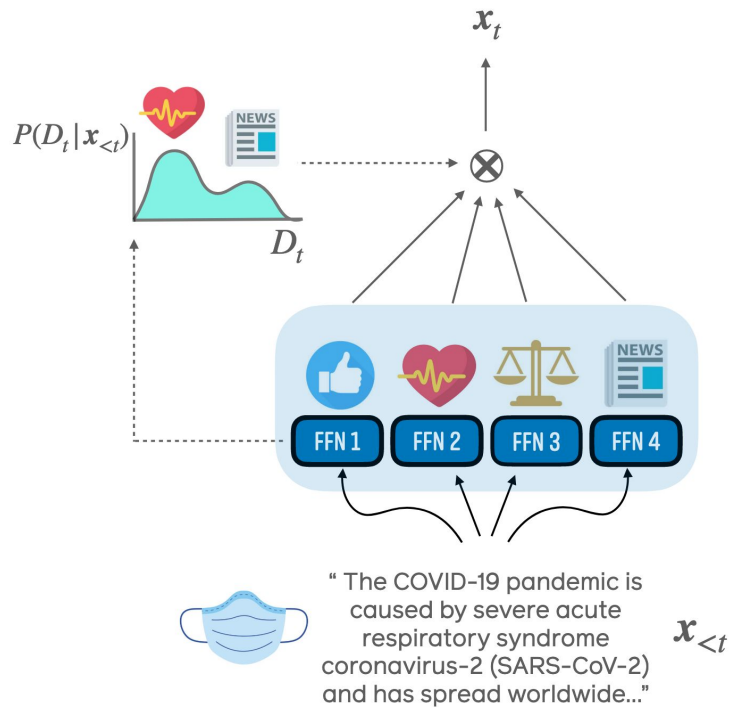 x_t
NEWS
P(D_t|x_{<t})
D_t
NEWS
FFN 1 FFN 2 FFN 3 FFN 4
“ The COVID-19 pandemic is
caused by severe acute
respiratory syndrome
coronavirus-2 (SARS-CoV-2)
and has spread worldwide...”
x_{<t}